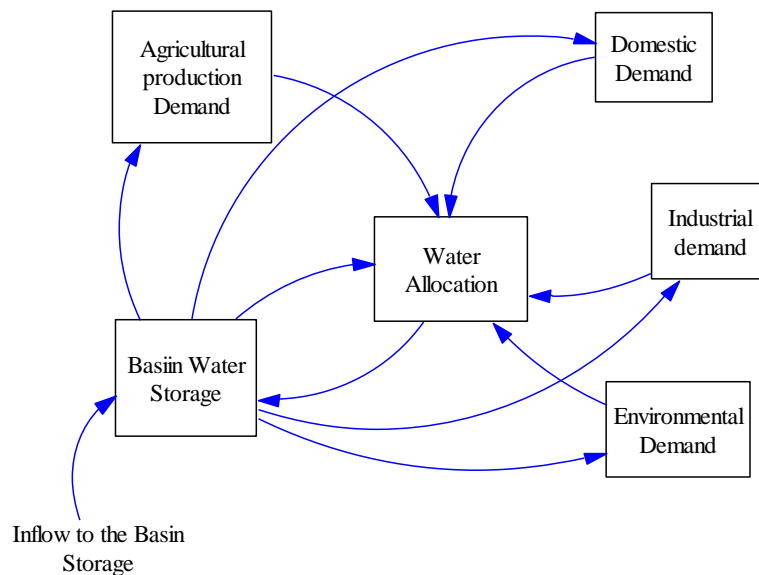 Agricultural
production
Demand
Domestic
Demand
Industrial
demand
Water
Allocation
Basiin Water
Storage
Environmental
Demand
Inflow to the Basin
Storage